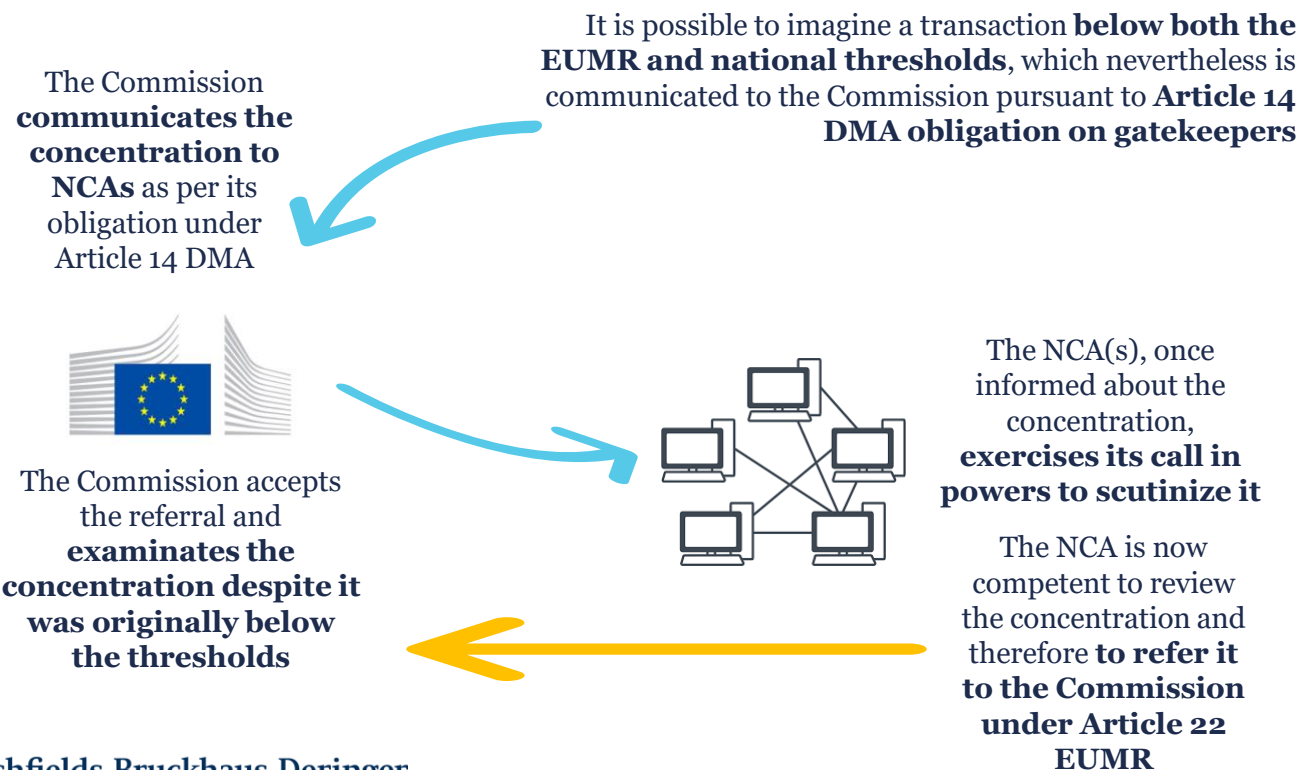 It is possible to imagine a transaction below both the
EUMR and national thresholds, which nevertheless is
communicated to the Commission pursuant to Article 14
DMA obligation on gatekeepers
The Commission
communicates the
concentration to
NCAs as per its
obligation under
Article 14 DMA
The NCA(s), once
informed about the
concentration,
exercises its call in
powers to scutinize it
The NCA is now
competent to review
the concentration and
therefore to refer it
to the Commission
under Article 22
EUMR
The Commission accepts
the referral and
examinates the
concentration despite it
was originally below
the thresholds
Bruckhaus Deringer